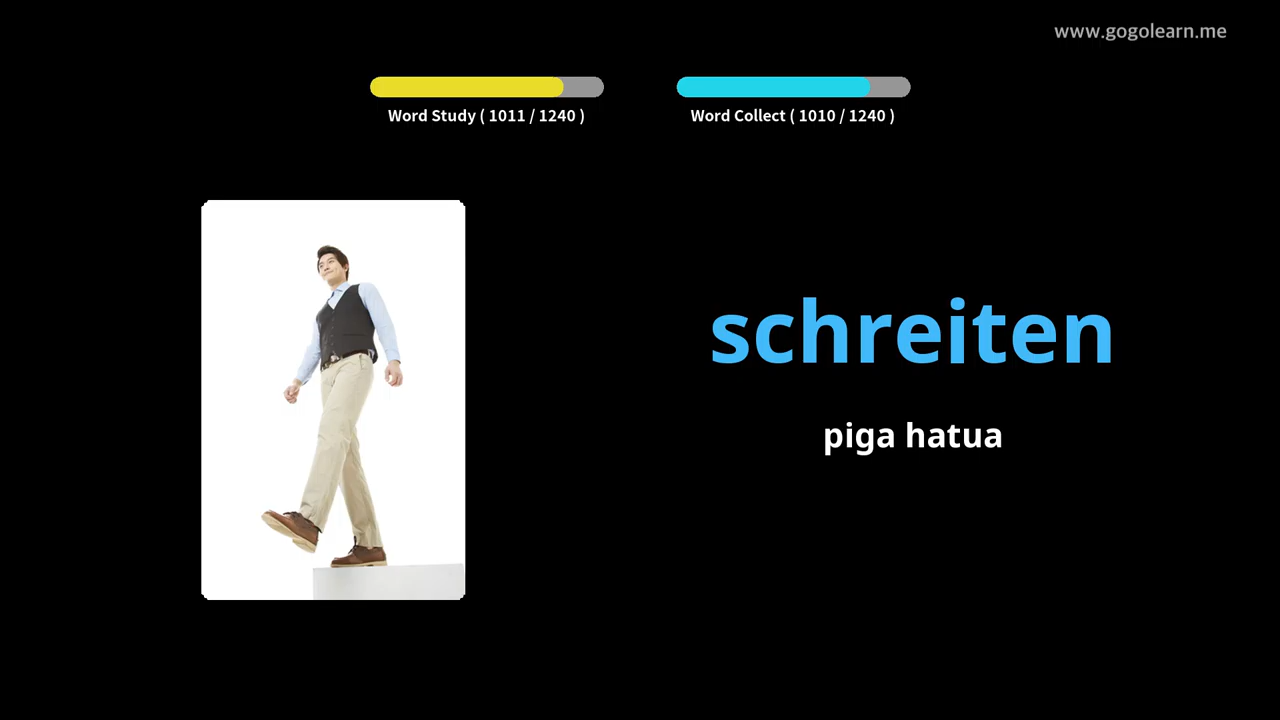 www.gogolearn.me
Word Study ( 1011 / 1240 )
Word Collect ( 1010 / 1240 )
schreiten
piga hatua